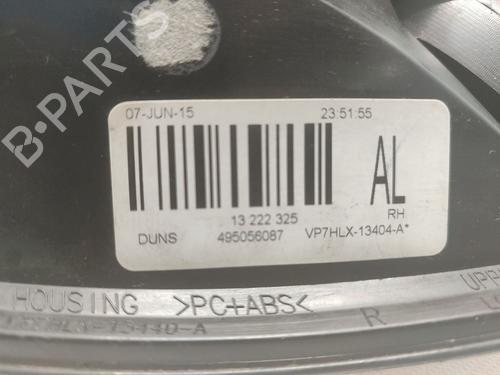 07-JUN-15 23:51:55
AL
13 222 325 RH
DUNS 495056087 VP7HLX-13404-A*
HOUSING >PC+ABS<
R
B-PARTS